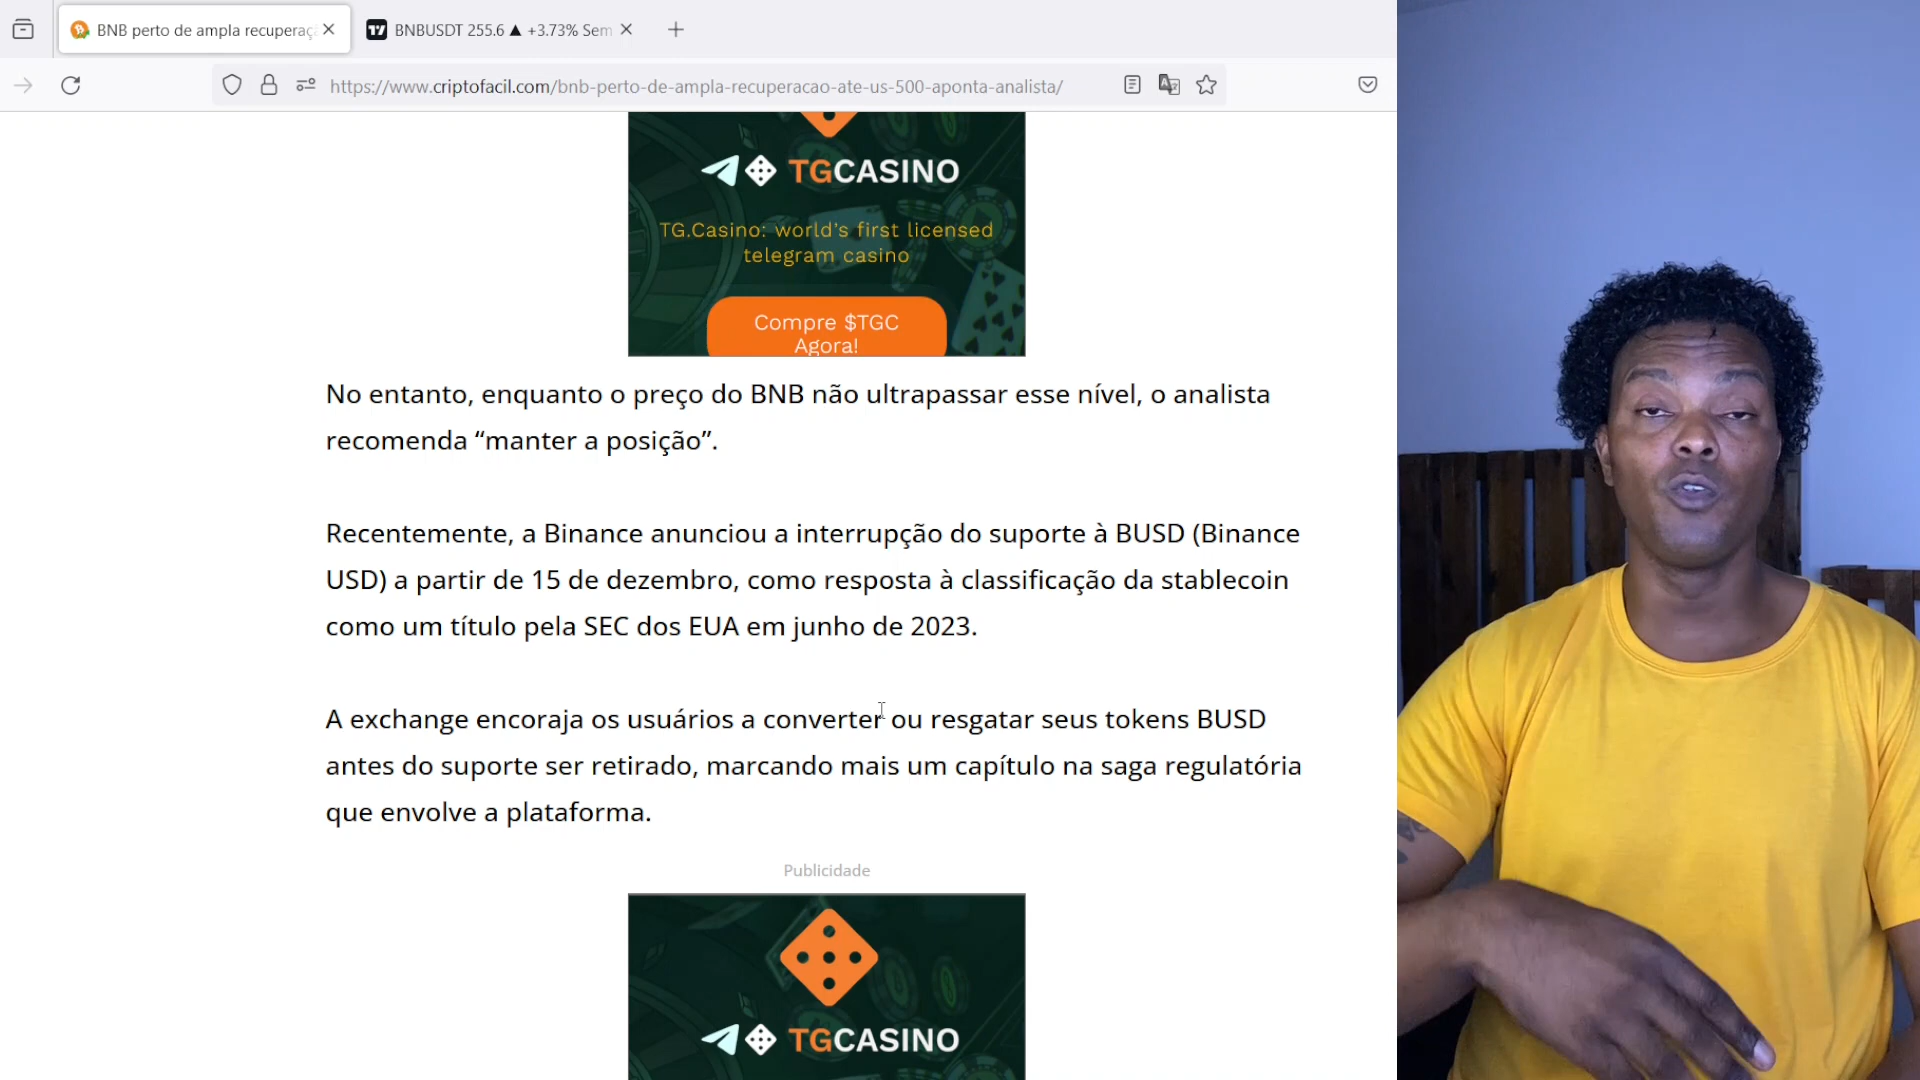 BNB perto de ampla recuperaç
BNBUSDT 255.6 ▲ +3.73% Sem
https://www.criptofacil.com/bnb-perto-de-ampla-recuperacao-ate-us-500-aponta-analista/
TGCASINO
TG.Casino: world's first licensed
telegram casino
Compre $TGC
Agora!
No entanto, enquanto o preço do BNB não ultrapassar esse nível, o analista
recomenda “manter a posição”.
Recentemente, a Binance anunciou a interrupção do suporte à BUSD (Binance
USD) a partir de 15 de dezembro, como resposta à classificação da stablecoin
como um título pela SEC dos EUA em junho de 2023.
A exchange encoraja os usuários a converter ou resgatar seus tokens BUSD
antes do suporte ser retirado, marcando mais um capítulo na saga regulatória
que envolve a plataforma.
Publicidade
TGCASINO